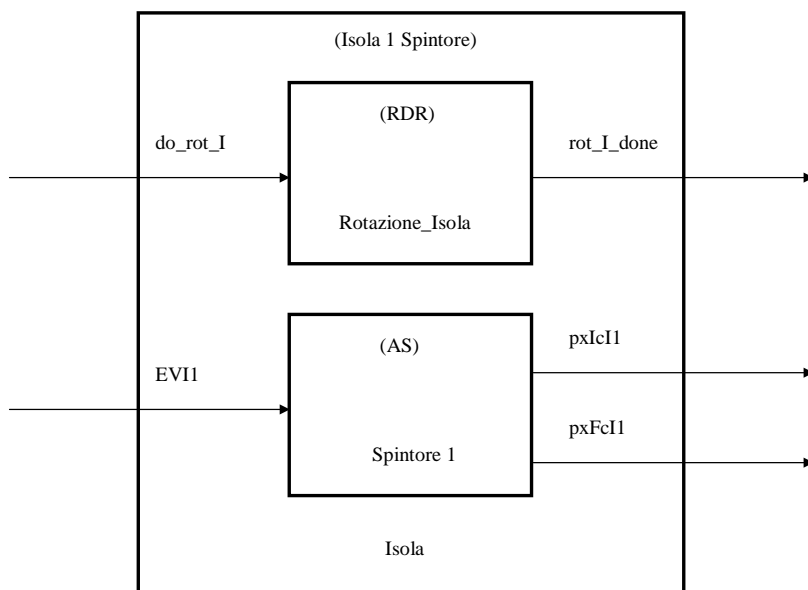 (Isola 1 Spintore)
(RDR)
do_rot_I
rot_I_done
Rotazione_Isola
(AS)
pxIcI1
EVI1
pxFcI1
Spintore 1
Isola